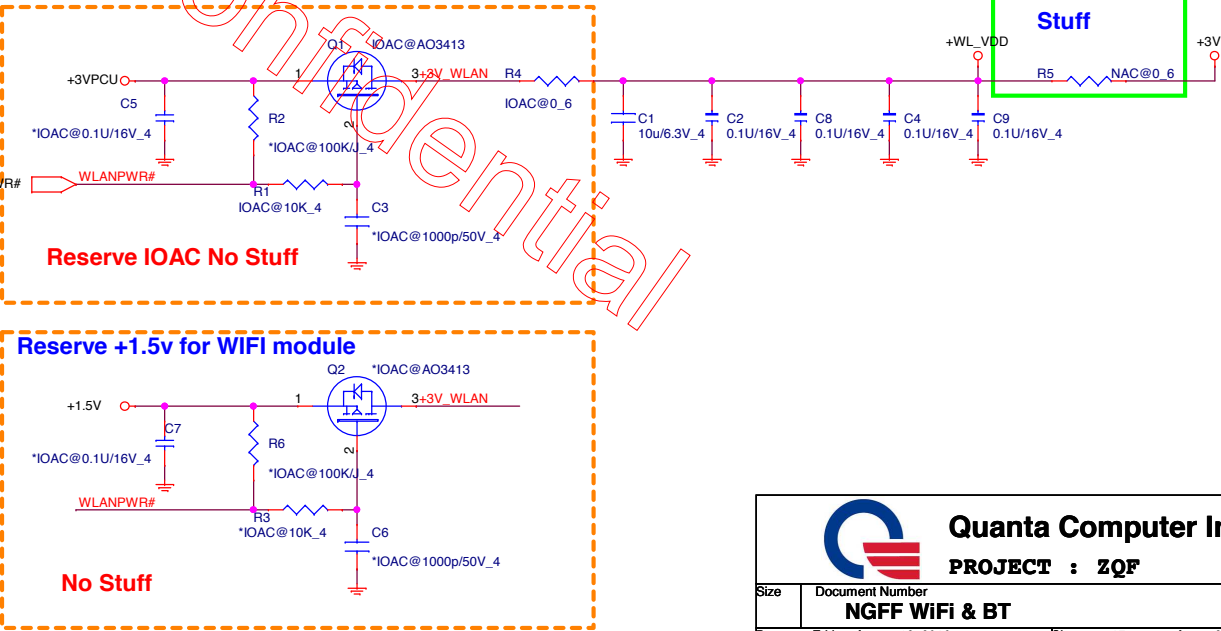 Confidential
Stuff
Q1 IOAC@AO3413
+WL_VDD
+3V
+3VPCU
1
3
+3V_WLAN
R4
IOAC@0_6
R5
NAC@0_6
C5
*IOAC@0.1U/16V_4
R2
*IOAC@100K/J_4
2
C1
10u/6.3V_4
C2
0.1U/16V_4
C8
0.1U/16V_4
C4
0.1U/16V_4
C9
0.1U/16V_4
WLANPWR#
R1
IOAC@10K_4
C3
*IOAC@1000p/50V_4
Reserve IOAC No Stuff
Reserve +1.5v for WIFI module
Q2 *IOAC@AO3413
+1.5V
1
3
+3V_WLAN
C7
*IOAC@0.1U/16V_4
R6
*IOAC@100K/J_4
2
WLANPWR#
R3
*IOAC@10K_4
C6
*IOAC@1000p/50V_4
No Stuff
Quanta Computer
PROJECT : ZQF
Size
Document Number
NGFF WiFi & BT